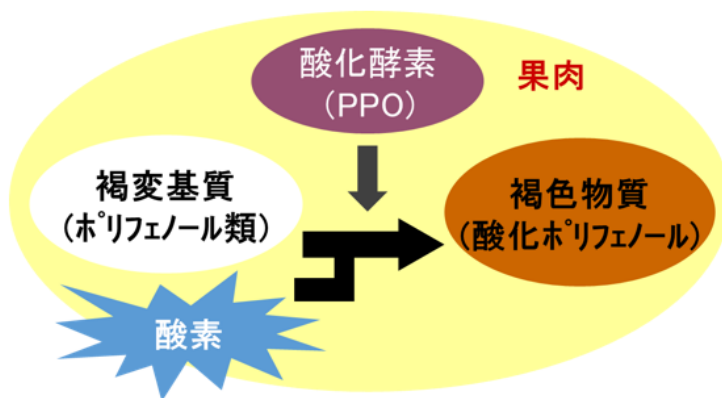 酸化酵素
（PPO）
果肉
褐変基質
（ﾎﾟﾘﾌｪﾉｰﾙ類）
褐色物質
（酸化ﾎﾟﾘﾌｪﾉｰﾙ）
酸素